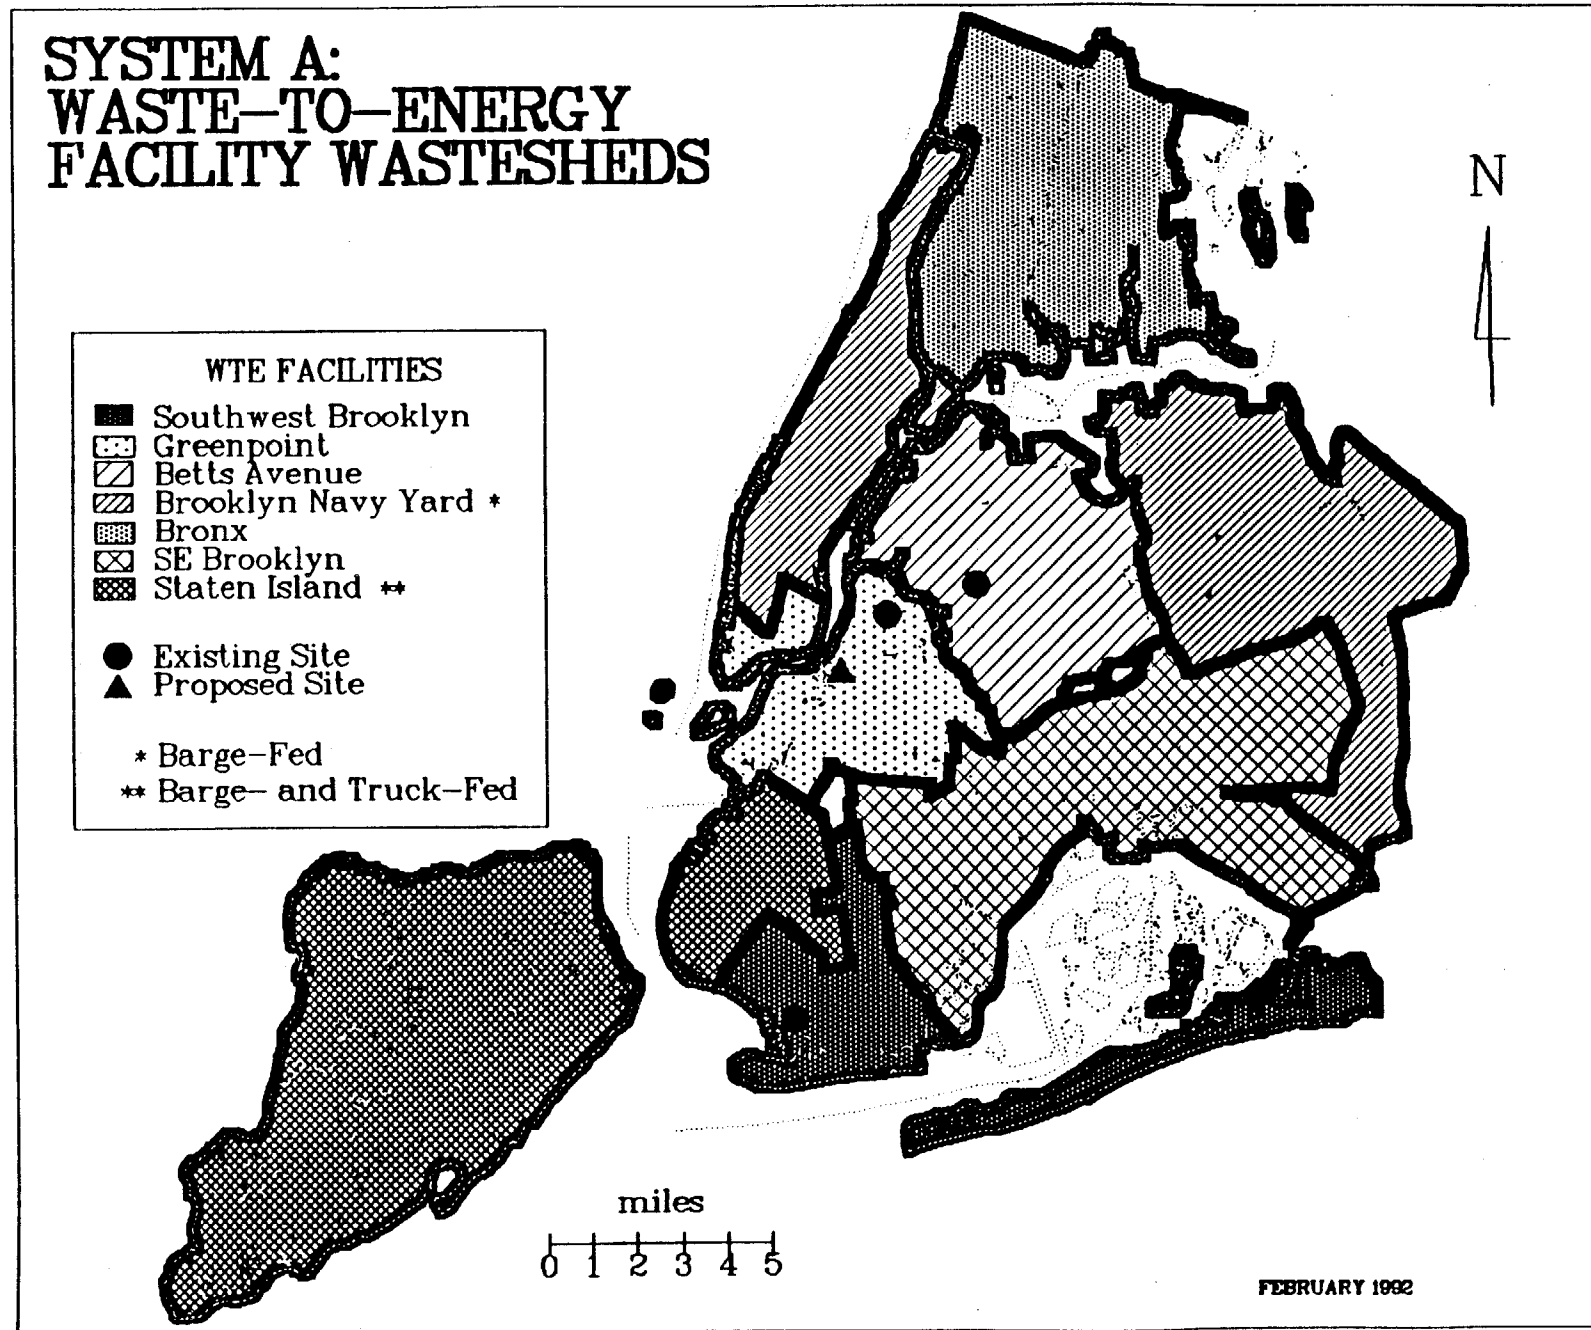 SYSTEM A:
WASTE-TO-ENERGY
FACILITY WASTESHEDS
N
WTE FACILITIES
Southwest Brooklyn
Greenpoint
Betts Avenue
Brooklyn Navy Yard *
Bronx
SE Brooklyn
Staten Island **
Existing Site
Proposed Site
* Barge-Fed
** Barge- and Truck-Fed
miles
0 1 2 3 4 5
FEBRUARY 1992